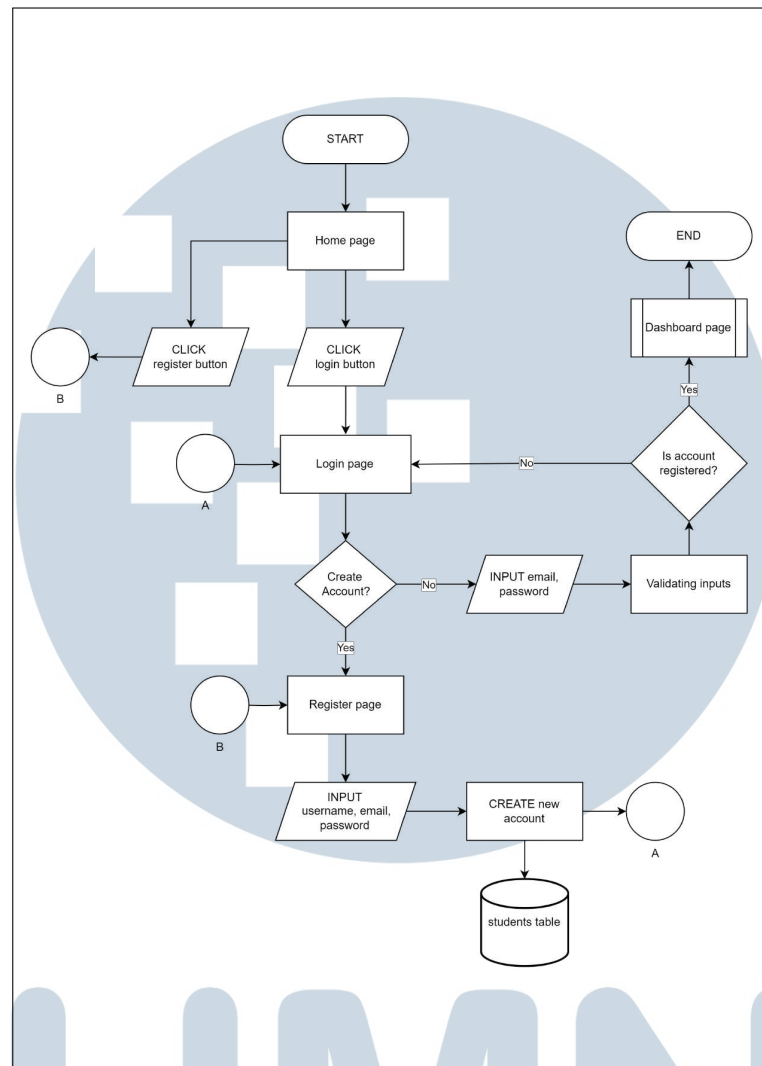 START
Home page
END
Dashboard page
CLICK
register button
CLICK
login button
B
Yes
Is account
registered?
Login page
No
A
Create
Account?
No
INPUT email,
password
Validating inputs
Yes
Register page
B
INPUT
username, email,
password
CREATE new
account
A
students table
UMN